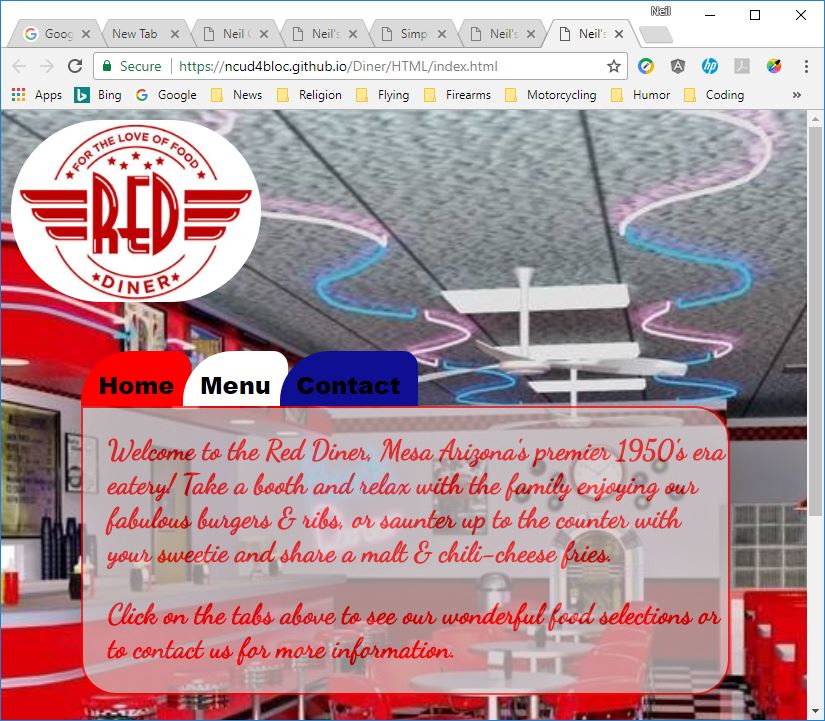 Neil
Goog
New Tab
Neil
Neil's
Simp
Neil's
Neil's
Secure
https://ncud4bloc.github.io/Diner/HTML/index.html
Apps
Bing
Google
News
Religion
Flying
Firearms
Motorcycling
Humor
Coding
»
FOR THE LOVE OF FOOD
RED
DINER
Home
Menu
Contact
Welcome to the Red Diner, Mesa Arizona's premier 1950's era
eatery! Take a booth and relax with the family enjoying our
fabulous burgers & ribs, or saunter up to the counter with
your sweetie and share a malt & chili-cheese fries.
Click on the tabs above to see our wonderful food selections or
to contact us for more information.